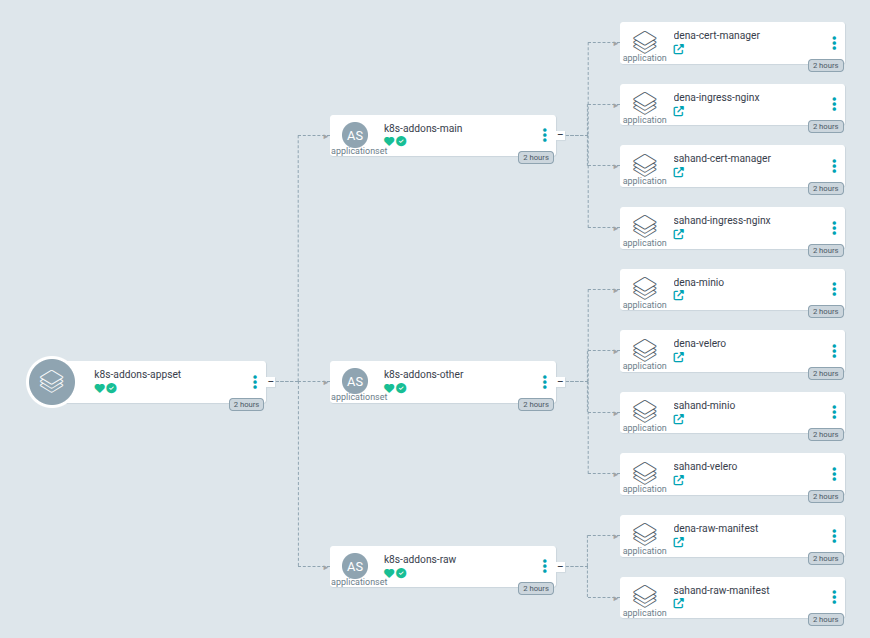 k8s-addons-appset
2 hours
AS
applicationset
k8s-addons-main
2 hours
AS
applicationset
k8s-addons-other
2 hours
AS
applicationset
k8s-addons-raw
2 hours
dena-cert-manager
application
2 hours
dena-ingress-nginx
application
2 hours
sahand-cert-manager
application
2 hours
sahand-ingress-nginx
application
2 hours
dena-minio
application
2 hours
dena-velero
application
2 hours
sahand-minio
application
2 hours
sahand-velero
application
2 hours
dena-raw-manifest
application
2 hours
sahand-raw-manifest
application
2 hours